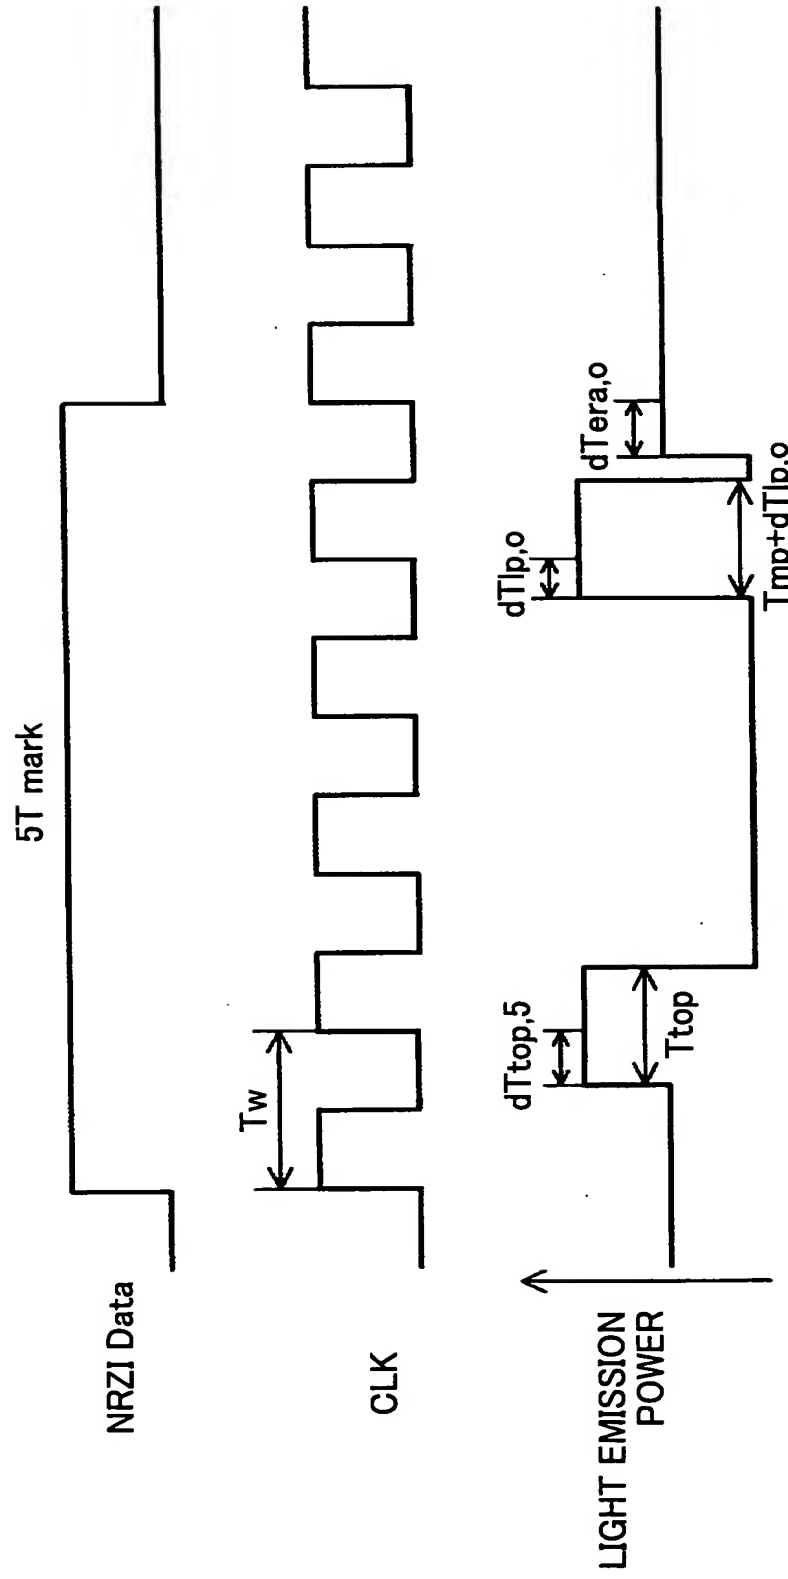 5T mark
NRZI Data
Tw
CLK
dTtop,5
Ttop
dTlp,o
dTera,o
Tmp+dTlp,o
LIGHT EMISSION
POWER